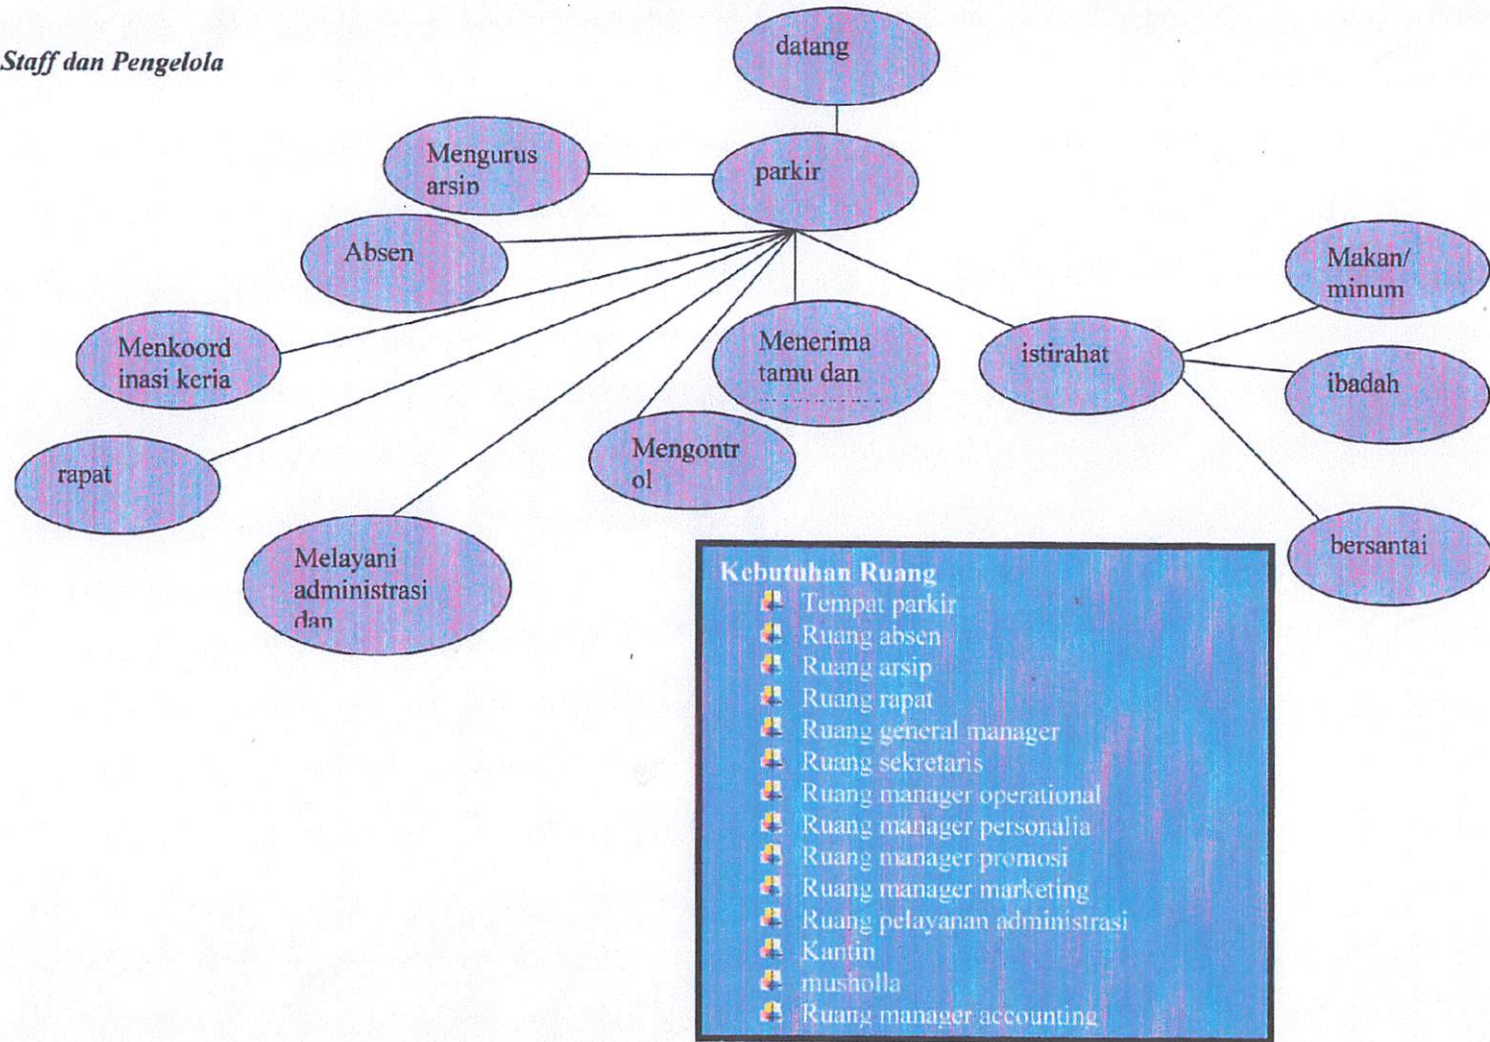 Staff dan Pengelola
datang
parkir
Mengurus
arsip
Absen
Menkoord
inasi kerja
rapat
Melayani
administrasi
dan
Mengontr
ol
Menerima
tamu dan
istirahat
Makan/
minum
ibadah
bersantai
Kebutuhan Ruang
Tempat parkir
Ruang absen
Ruang arsip
Ruang rapat
Ruang general manager
Ruang sekretaris
Ruang manager operational
Ruang manager personalia
Ruang manager promosi
Ruang manager marketing
Ruang pelayanan administrasi
Kantin
musholla
Ruang manager accounting